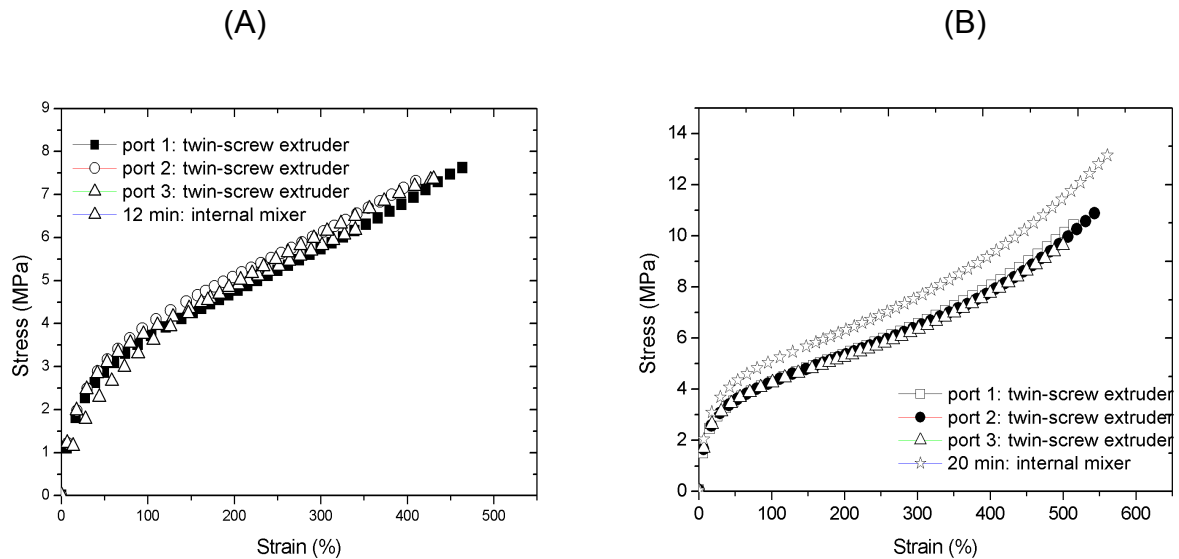 (A)
(B)
9
8
7
6
5
4
3
2
1
0
Stress (MPa)
port 1: twin-screw extruder
port 2: twin-screw extruder
port 3: twin-screw extruder
12 min: internal mixer
0 100 200 300 400 500
Strain (%)
14
12
10
8
6
4
2
0
Stress (MPa)
port 1: twin-screw extruder
port 2: twin-screw extruder
port 3: twin-screw extruder
20 min: internal mixer
0 100 200 300 400 500 600
Strain (%)